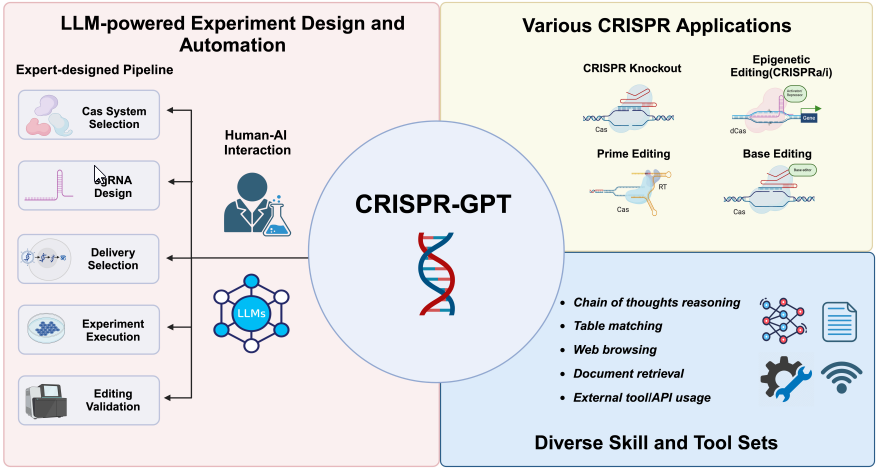 LLM-powered Experiment Design and
Automation
Expert-designed Pipeline
Cas System
Selection
gRNA
Design
Delivery
Selection
Experiment
Execution
Editing
Validation
Human-AI
Interaction
LLMs
CRISPR-GPT
Various CRISPR Applications
CRISPR Knockout
Cas
Epigenetic
Editing(CRISPRa/i)
Activator/
Repressor
Gene
dCas
Prime Editing
RT
Cas
Base Editing
Base editor
Cas
• Chain of thoughts reasoning
• Table matching
• Web browsing
• Document retrieval
• External tool/API usage
Diverse Skill and Tool Sets